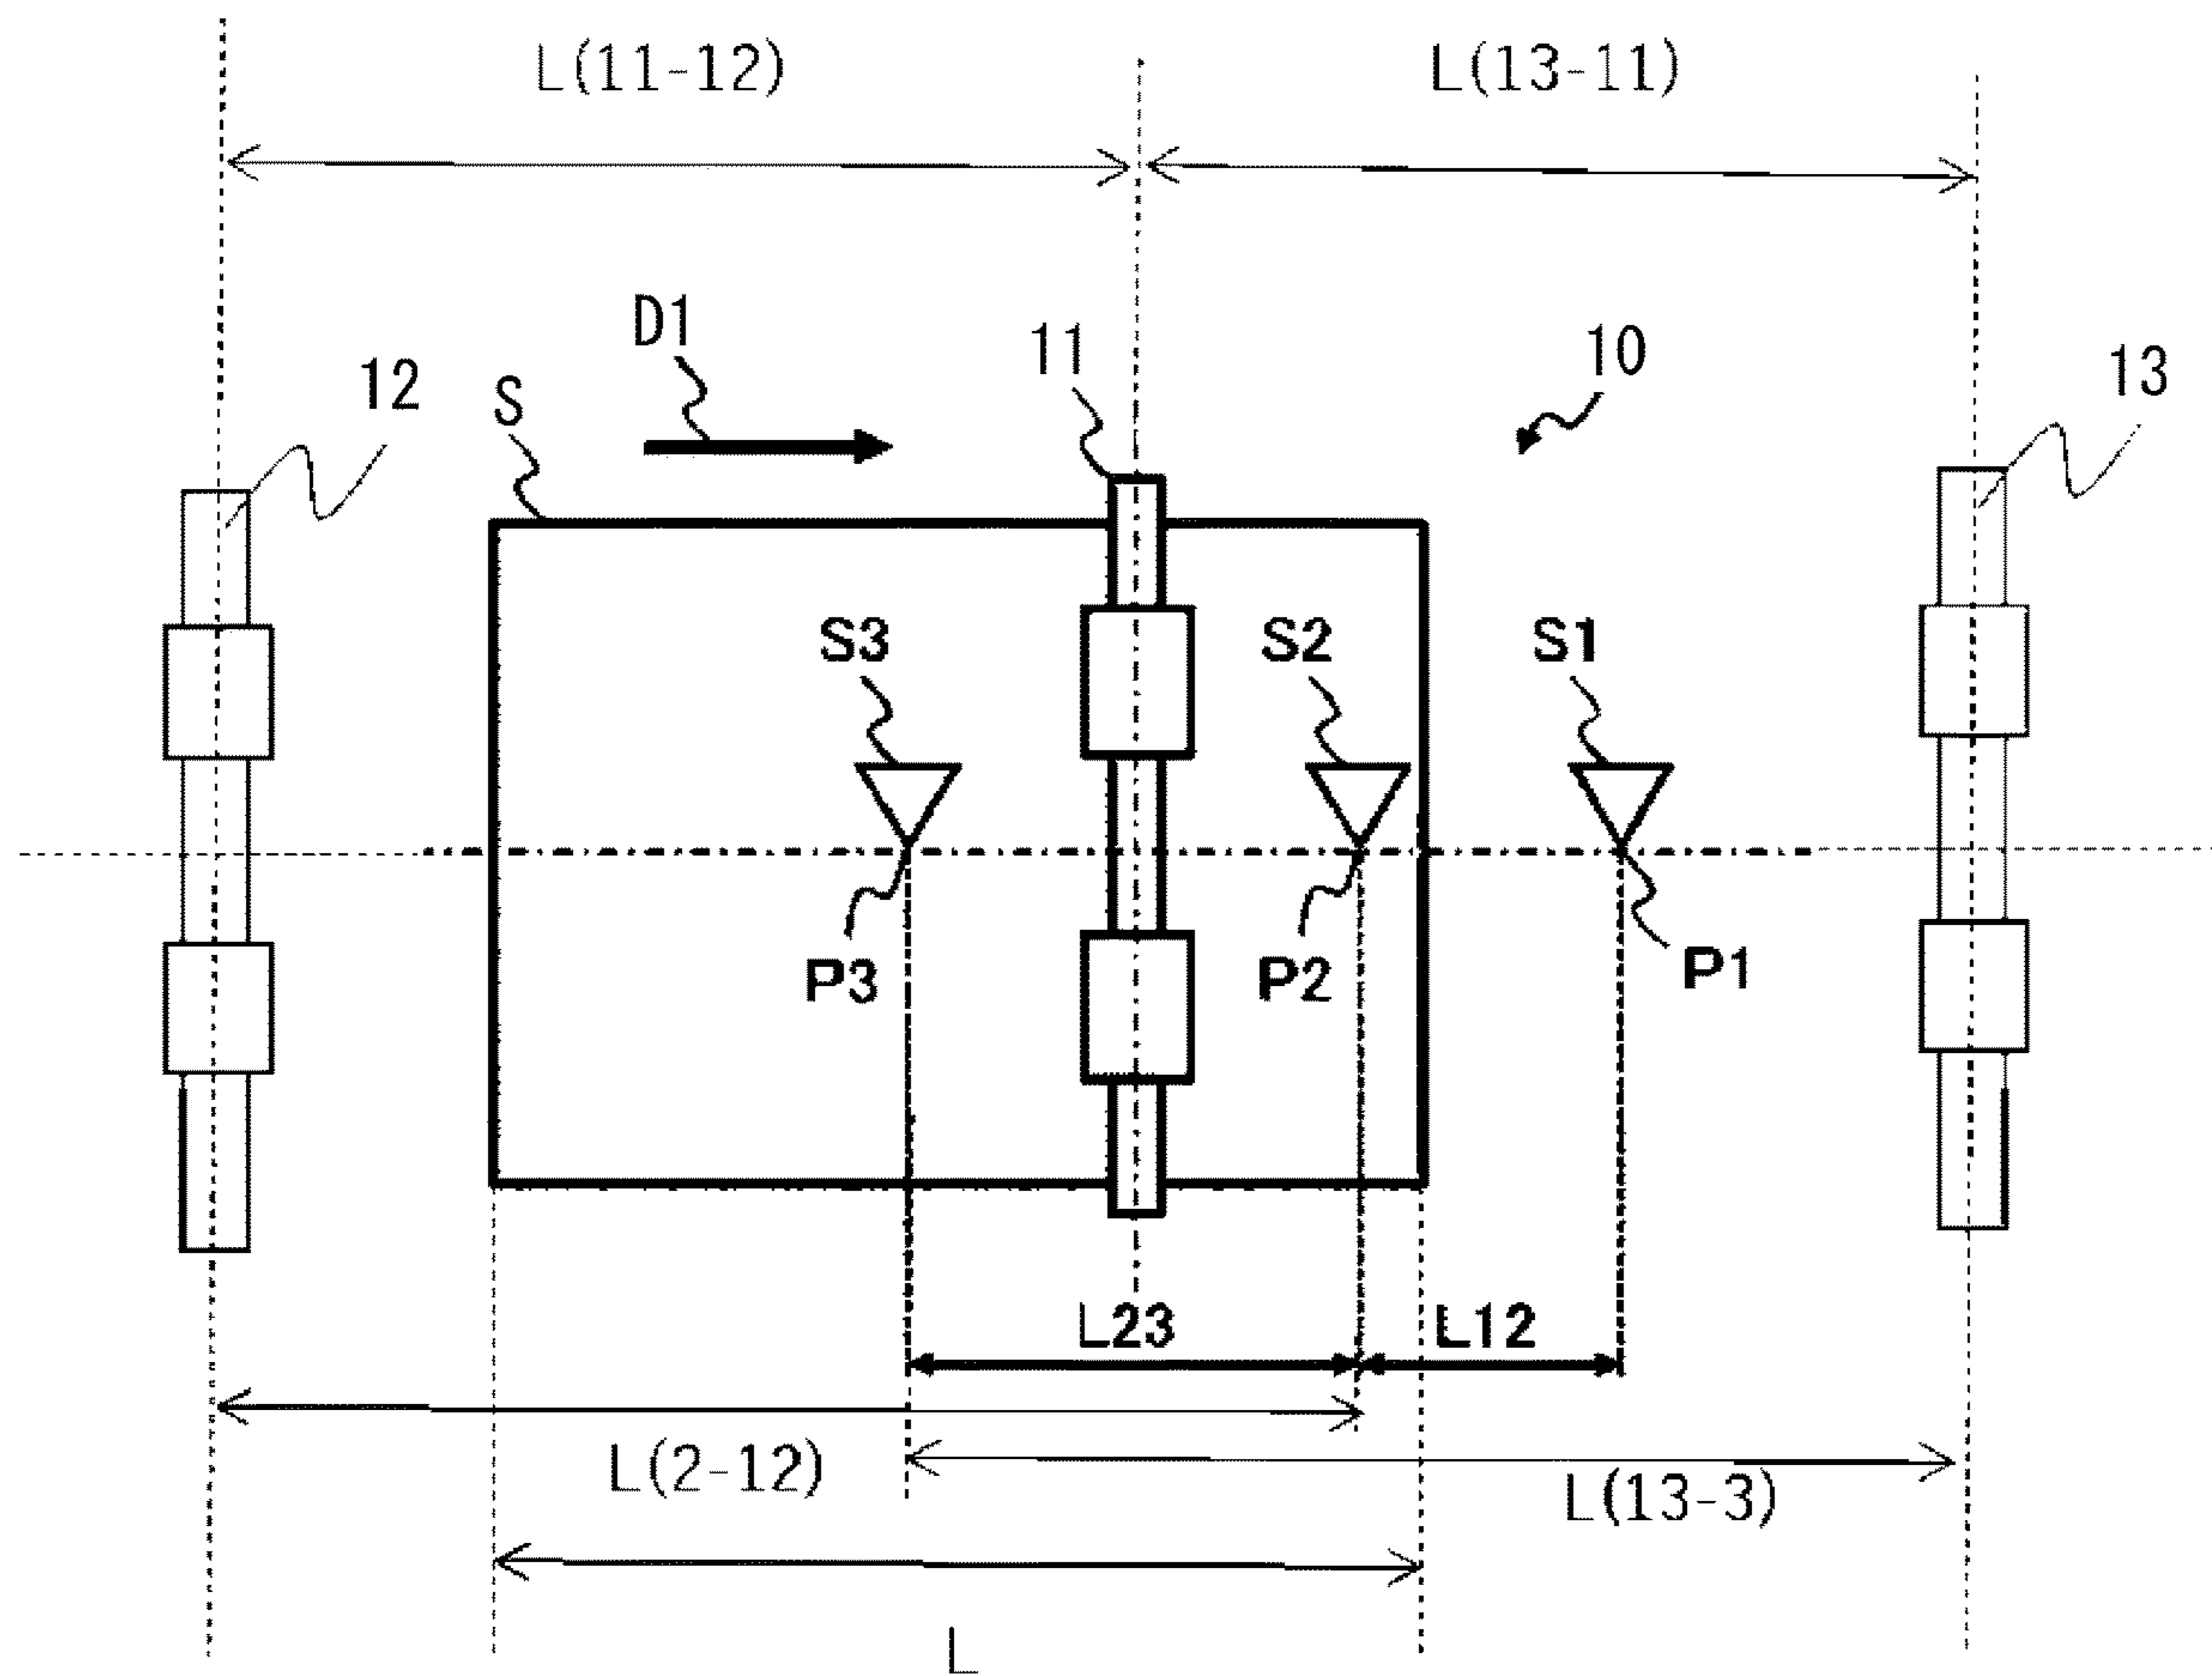 L(11-12)
L(13-11)
D1
11
10
12
S
13
S3
S2
S1
P3
P2
P1
L23
L12
L(2-12)
L(13-3)
L